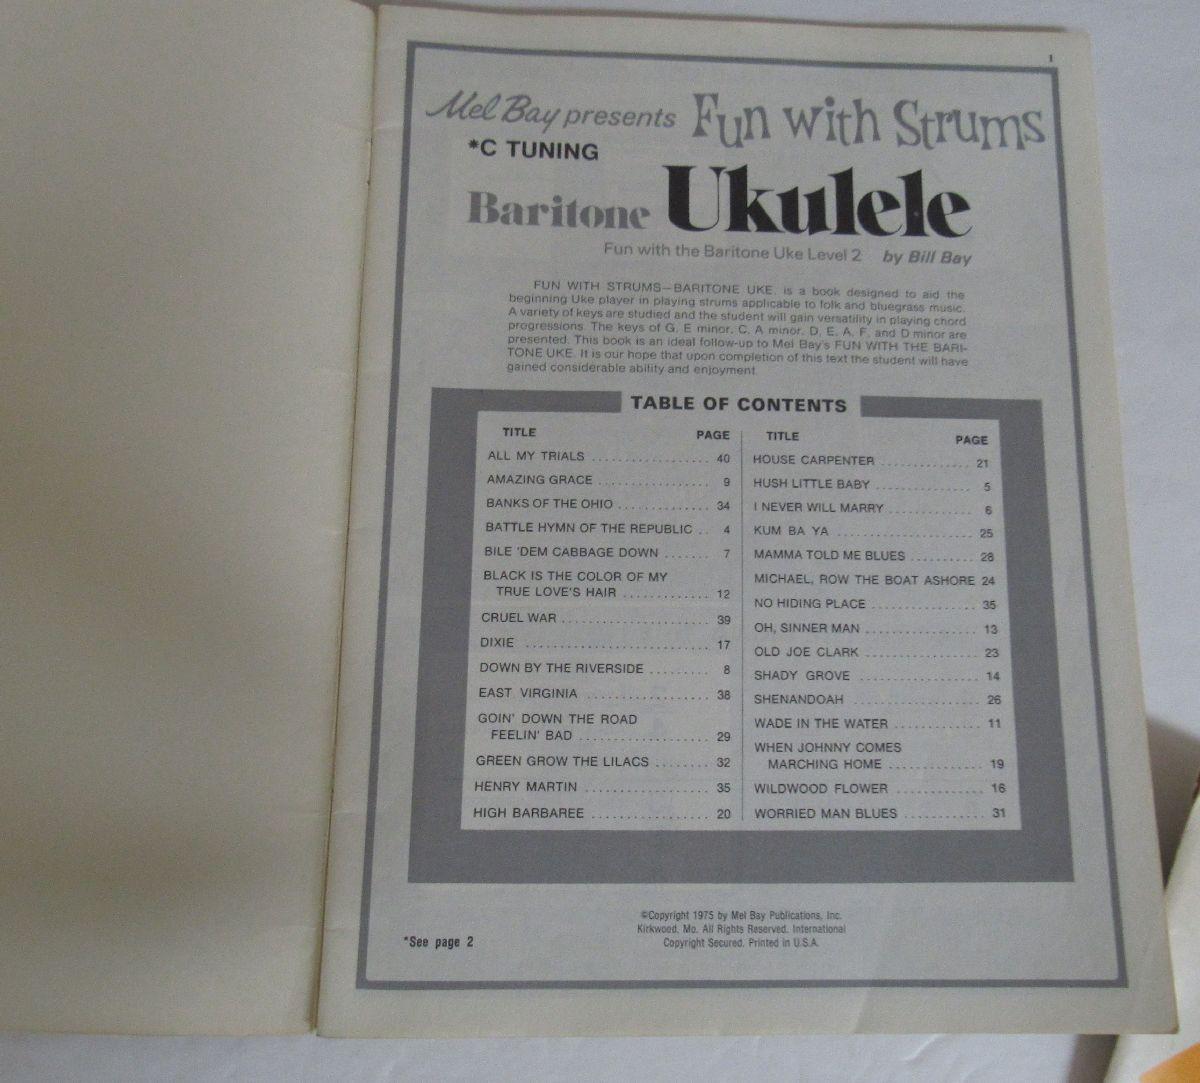 1
Mel Bay presents Fun with Strums
*C TUNING
Baritone Ukulele
Fun with the Baritone Uke Level 2 by Bill Bay
FUN WITH STRUMS—BARITONE UKE, is a book designed to aid the
beginning Uke player in playing strums applicable to folk and bluegrass music.
A variety of keys are studied and the student will gain versatility in playing chord
progressions. The keys of G, E minor, C, A minor, D, E, A, F, and D minor are
presented. This book is an ideal follow-up to Mel Bay's FUN WITH THE BARI-
TONE UKE. It is our hope that upon completion of this text the student will have
gained considerable ability and enjoyment.
TABLE OF CONTENTS
TITLE PAGE
ALL MY TRIALS .................. 40
AMAZING GRACE ................. 9
BANKS OF THE OHIO .............. 34
BATTLE HYMN OF THE REPUBLIC .. 4
BILE 'DEM CABBAGE DOWN ....... 7
BLACK IS THE COLOR OF MY
TRUE LOVE'S HAIR ............. 12
CRUEL WAR ...................... 39
DIXIE ............................ 17
DOWN BY THE RIVERSIDE ......... 8
EAST VIRGINIA ................... 38
GOIN' DOWN THE ROAD
FEELIN' BAD .................... 29
GREEN GROW THE LILACS ........ 32
HENRY MARTIN ................... 35
HIGH BARBAREE .................. 20
TITLE PAGE
HOUSE CARPENTER .............. 21
HUSH LITTLE BABY ............... 5
I NEVER WILL MARRY ............. 6
KUM BA YA ..................... 25
MAMMA TOLD ME BLUES .......... 28
MICHAEL, ROW THE BOAT ASHORE 24
NO HIDING PLACE ................ 35
OH, SINNER MAN ................. 13
OLD JOE CLARK ................. 23
SHADY GROVE .................. 14
SHENANDOAH ................... 26
WADE IN THE WATER ............ 11
WHEN JOHNNY COMES
MARCHING HOME .............. 19
WILDWOOD FLOWER ............. 16
WORRIED MAN BLUES ............ 31
©Copyright 1975 by Mel Bay Publications, Inc.
Kirkwood, Mo. All Rights Reserved. International
Copyright Secured. Printed in U.S.A.
*See page 2